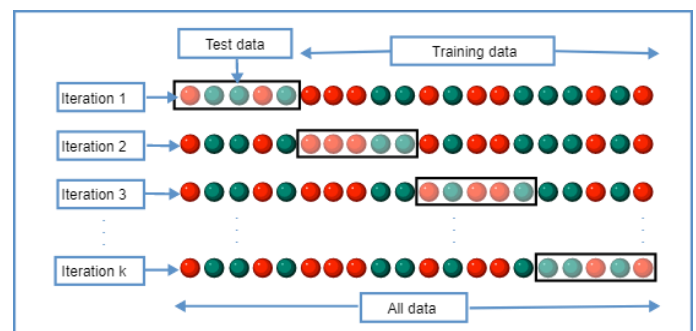 Test data
Training data
Iteration 1
Iteration 2
Iteration 3
Iteration k
All data